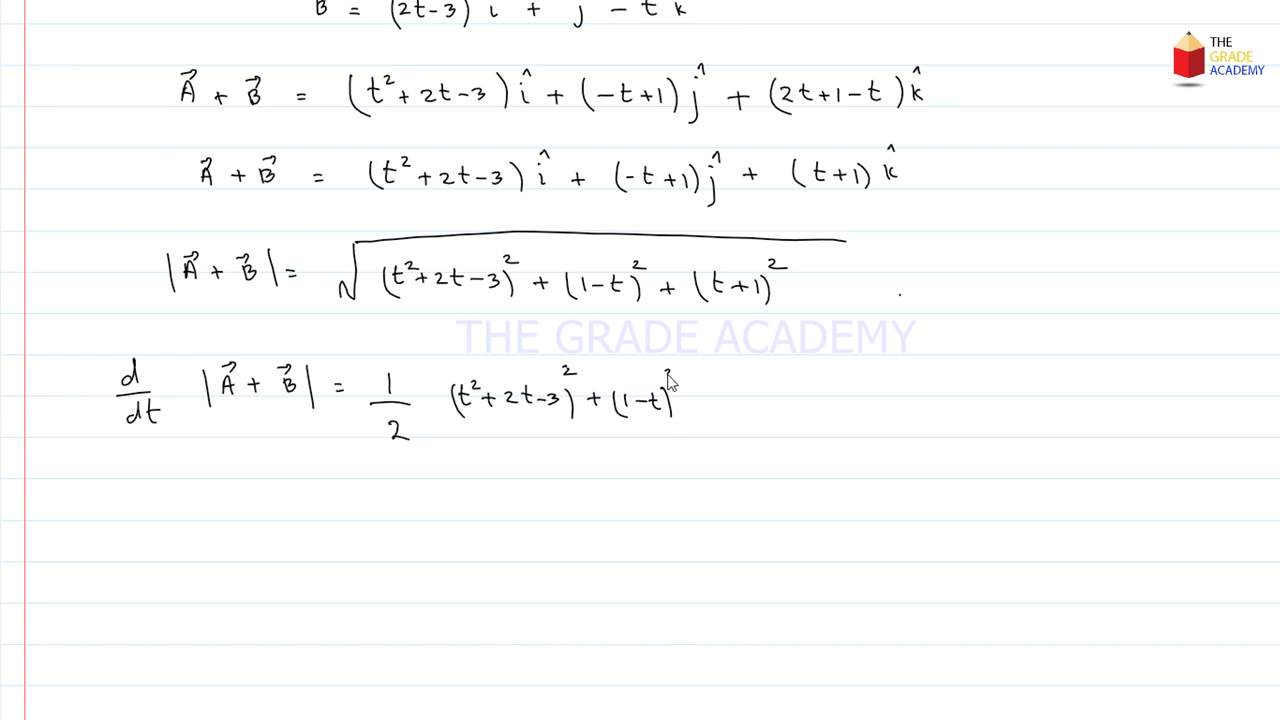 B = (2t-3) i + j - t k
THE
GRADE
ACADEMY
A⃗ + B⃗ = (t² + 2t - 3) î + (-t+1) ĵ + (2t+1-t) k̂
A⃗ + B⃗ = (t² + 2t - 3) î + (-t+1) ĵ + (t+1) k̂
|A⃗ + B⃗| = √((t² + 2t - 3)² + (1-t)² + (t+1)²)
THE GRADE ACADEMY
d/dt |A⃗ + B⃗| = 1/2 (t² + 2t - 3)² + (1-t)²